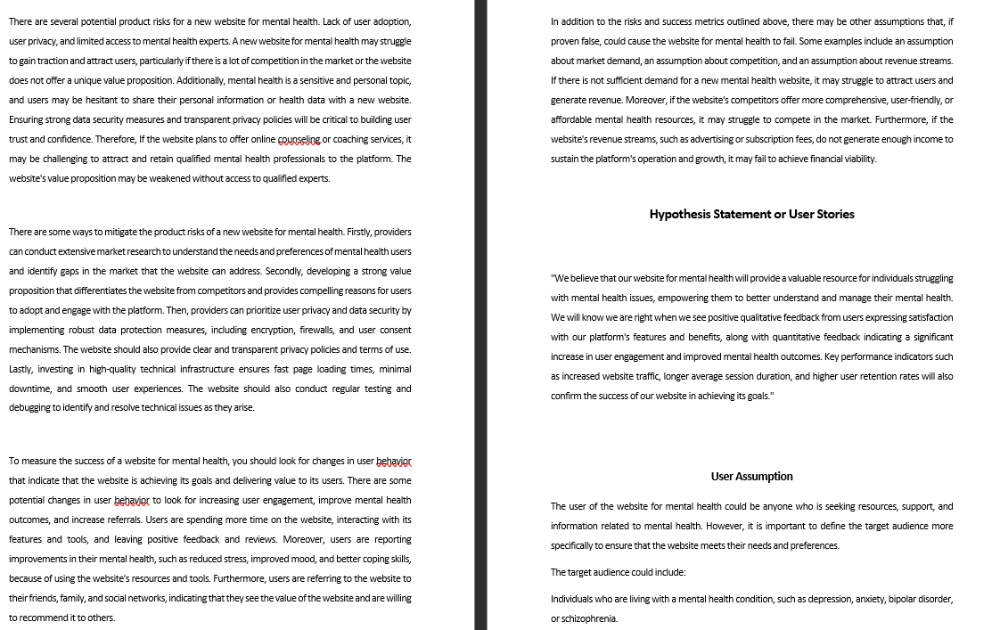 There are several potential product risks for a new website for mental health. Lack of user adoption,
user privacy, and limited access to mental health experts. A new website for mental health may struggle
to gain traction and attract users, particularly if there is a lot of competition in the market or the website
does not offer a unique value proposition. Additionally, mental health is a sensitive and personal topic,
and users may be hesitant to share their personal information or health data with a new website.
Ensuring strong data security measures and transparent privacy policies will be critical to building user
trust and confidence. Therefore, If the website plans to offer online counseling or coaching services, it
may be challenging to attract and retain qualified mental health professionals to the platform. The
website's value proposition may be weakened without access to qualified experts.
There are some ways to mitigate the product risks of a new website for mental health. Firstly, providers
can conduct extensive market research to understand the needs and preferences of mental health users
and identify gaps in the market that the website can address. Secondly, developing a strong value
proposition that differentiates the website from competitors and provides compelling reasons for users
to adopt and engage with the platform. Then, providers can prioritize user privacy and data security by
implementing robust data protection measures, including encryption, firewalls, and user consent
mechanisms. The website should also provide clear and transparent privacy policies and terms of use.
Lastly, investing in high-quality technical infrastructure ensures fast page loading times, minimal
downtime, and smooth user experiences. The website should also conduct regular testing and
debugging to identify and resolve technical issues as they arise.
To measure the success of a website for mental health, you should look for changes in user behavior
that indicate that the website is achieving its goals and delivering value to its users. There are some
potential changes in user behavior to look for increasing user engagement, improve mental health
outcomes, and increase referrals. Users are spending more time on the website, interacting with its
features and tools, and leaving positive feedback and reviews. Moreover, users are reporting
improvements in their mental health, such as reduced stress, improved mood, and better coping skills,
because of using the website's resources and tools. Furthermore, users are referring to the website to
their friends, family, and social networks, indicating that they see the value of the website and are willing
to recommend it to others.
In addition to the risks and success metrics outlined above, there may be other assumptions that, if
proven false, could cause the website for mental health to fail. Some examples include an assumption
about market demand, an assumption about competition, and an assumption about revenue streams.
If there is not sufficient demand for a new mental health website, it may struggle to attract users and
generate revenue. Moreover, if the website's competitors offer more comprehensive, user-friendly, or
affordable mental health resources, it may struggle to compete in the market. Furthermore, if the
website's revenue streams, such as advertising or subscription fees, do not generate enough income to
sustain the platform's operation and growth, it may fail to achieve financial viability.
Hypothesis Statement or User Stories
"We believe that our website for mental health will provide a valuable resource for individuals struggling
with mental health issues, empowering them to better understand and manage their mental health.
We will know we are right when we see positive qualitative feedback from users expressing satisfaction
with our platform's features and benefits, along with quantitative feedback indicating a significant
increase in user engagement and improved mental health outcomes. Key performance indicators such
as increased website traffic, longer average session duration, and higher user retention rates will also
confirm the success of our website in achieving its goals."
User Assumption
The user of the website for mental health could be anyone who is seeking resources, support, and
information related to mental health. However, it is important to define the target audience more
specifically to ensure that the website meets their needs and preferences.
The target audience could include:
Individuals who are living with a mental health condition, such as depression, anxiety, bipolar disorder,
or schizophrenia.